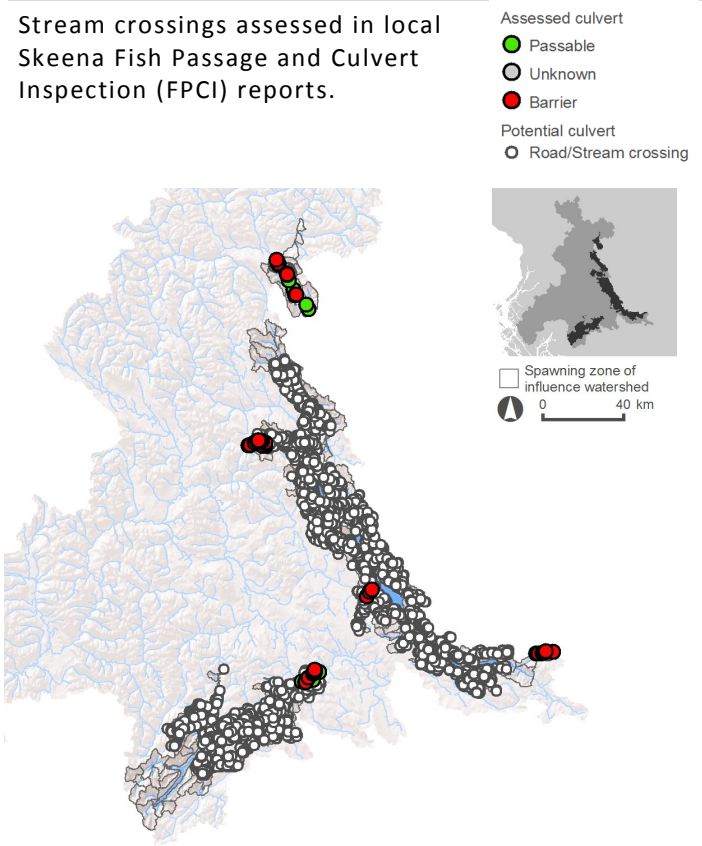 Stream crossings assessed in local
Skeena Fish Passage and Culvert
Inspection (FPCI) reports.
Assessed culvert
Passable
Unknown
Barrier
Potential culvert
Road/Stream crossing
Spawning zone of
influence watershed
0 40 km